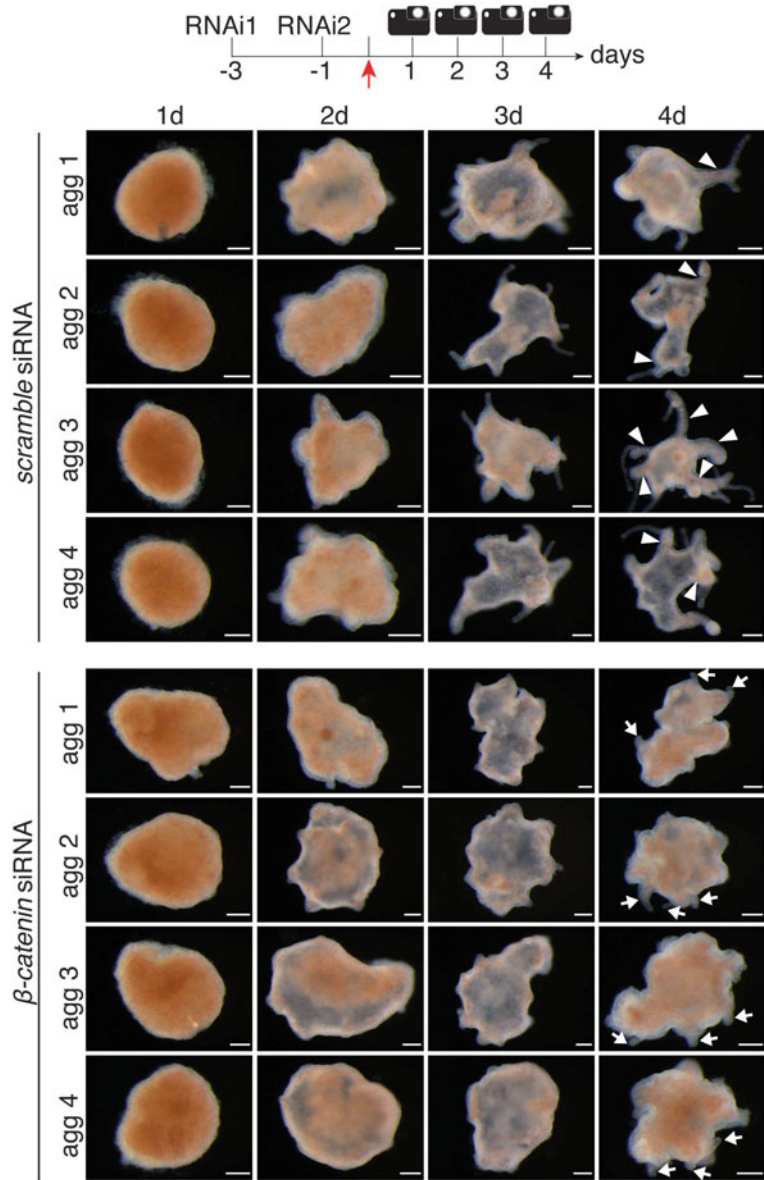 RNAi1 RNAi2
-3 -1 1 2 3 4 days
1d 2d 3d 4d
scramble siRNA
agg 1
agg 2
agg 3
agg 4
β-catenin siRNA
agg 1
agg 2
agg 3
agg 4